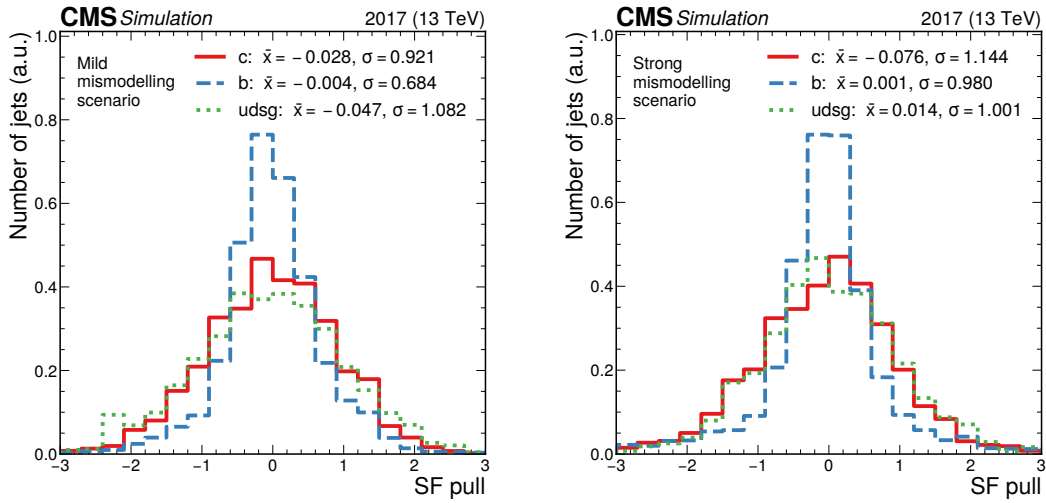 CMS Simulation 2017 (13 TeV)
Number of jets (a.u.)
1.0
0.8
0.6
0.4
0.2
0.0
Mild
mismodelling
scenario
c: x̄ = −0.028, σ = 0.921
b: x̄ = −0.004, σ = 0.684
udsg: x̄ = −0.047, σ = 1.082
−3 −2 −1 0 1 2 3
SF pull
CMS Simulation 2017 (13 TeV)
Number of jets (a.u.)
1.0
0.8
0.6
0.4
0.2
0.0
Strong
mismodelling
scenario
c: x̄ = −0.076, σ = 1.144
b: x̄ = 0.001, σ = 0.980
udsg: x̄ = 0.014, σ = 1.001
−3 −2 −1 0 1 2 3
SF pull